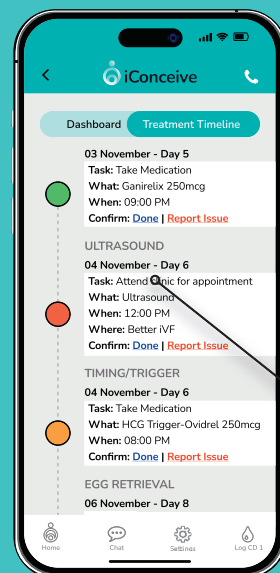 iConceive
Dashboard
Treatment Timeline
03 November - Day 5
Task: Take Medication
What: Ganirelix 250mcg
When: 09:00 PM
Confirm: Done | Report Issue
ULTRASOUND
04 November - Day 6
Task: Attend clinic for appointment
What: Ultrasound
When: 12:00 PM
Where: Better iVF
Confirm: Done | Report Issue
TIMING/TRIGGER
04 November - Day 6
Task: Take Medication
What: HCG Trigger-Ovidrel 250mcg
When: 08:00 PM
Confirm: Done | Report Issue
EGG RETRIEVAL
06 November - Day 8
Home
Chat
Settings
Log CD 1